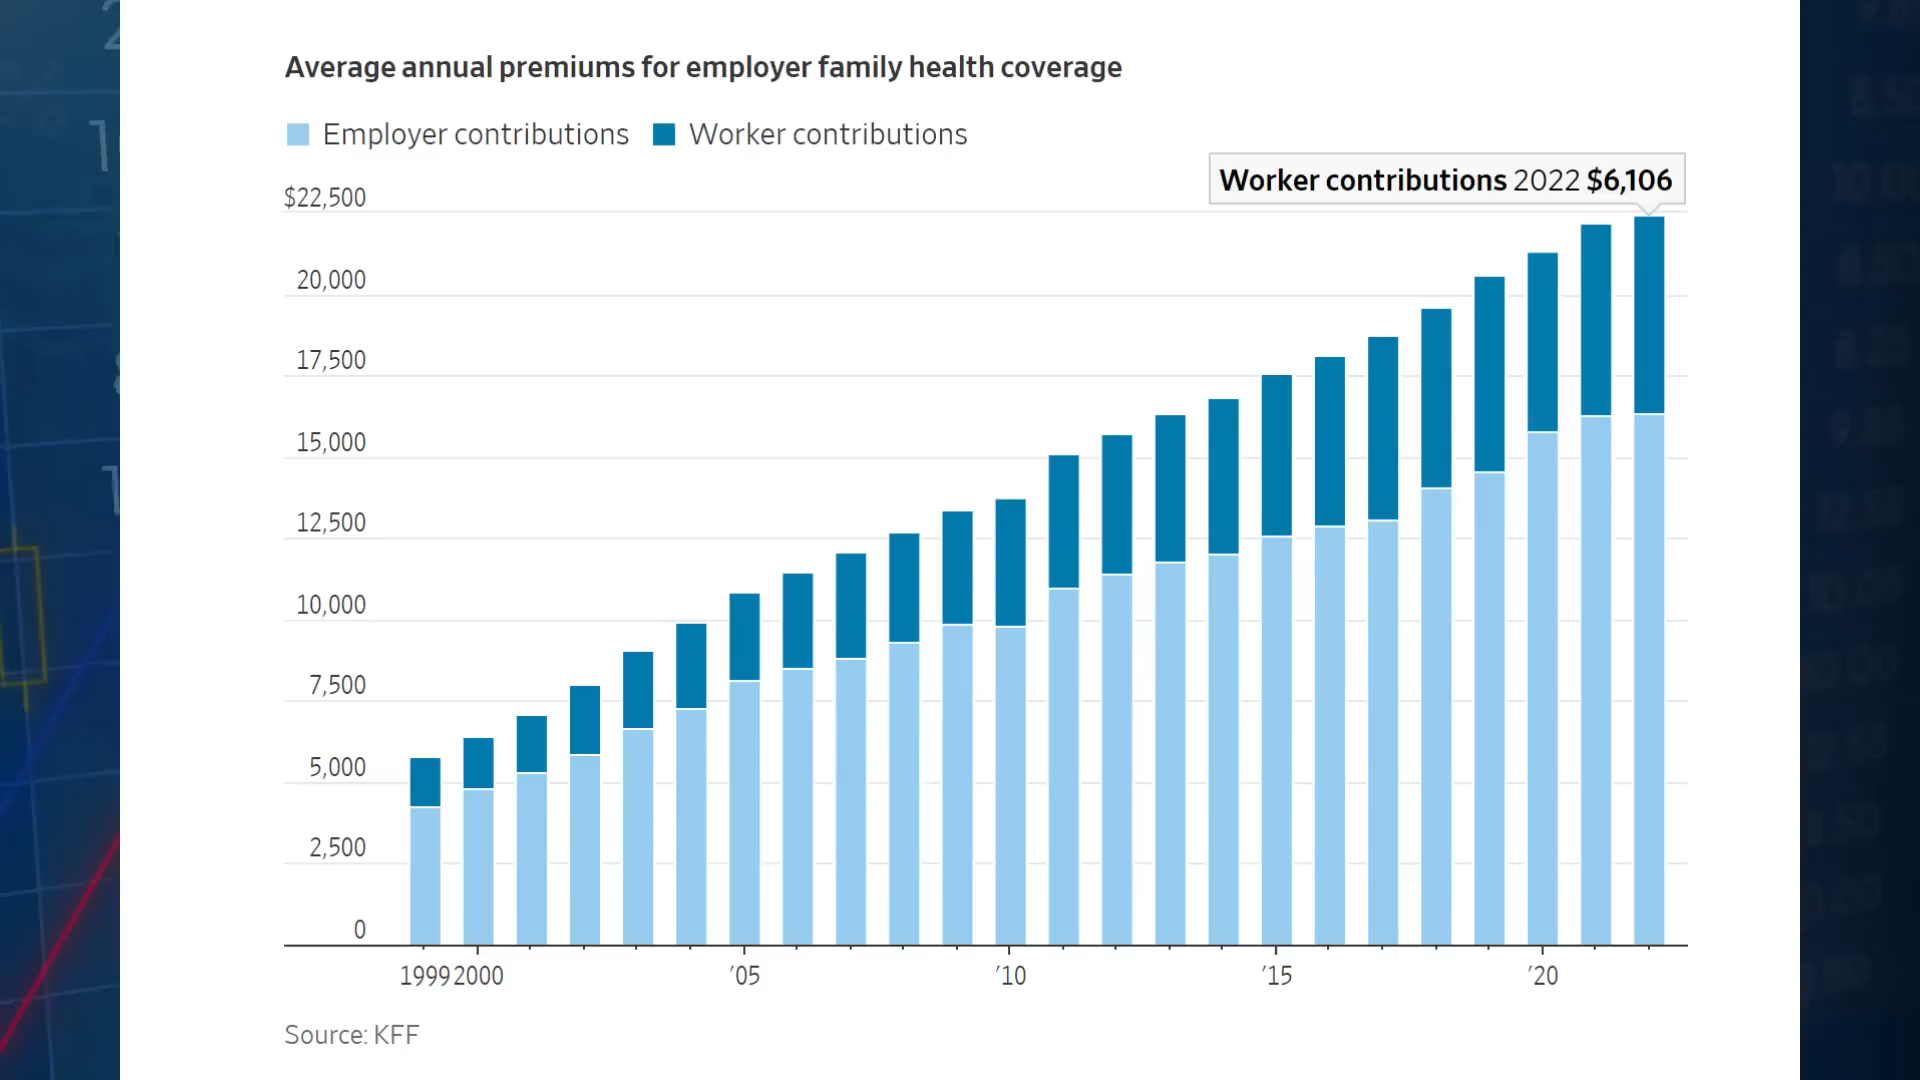 Average annual premiums for employer family health coverage
Employer contributions Worker contributions
Worker contributions 2022 $6,106
$22,500
20,000
17,500
15,000
12,500
10,000
7,500
5,000
2,500
0
1999 2000 ’05 ’10 ’15 ’20
Source: KFF